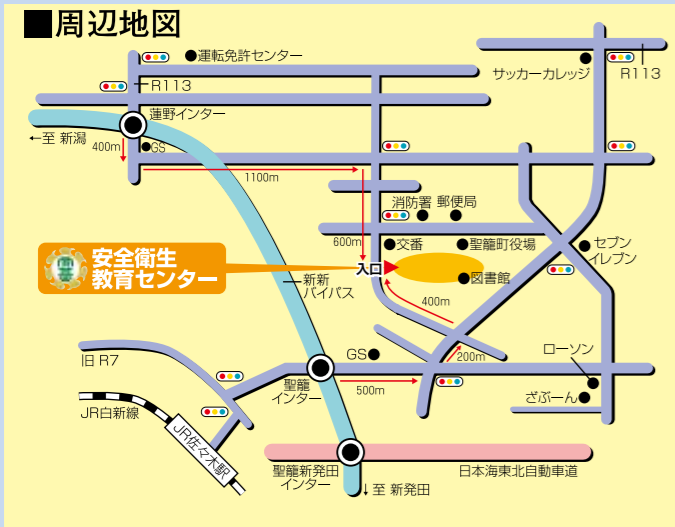 ■周辺地図
運転免許センター
R113
サッカーカレッジ
R113
蓮野インター
←至 新潟
400m
GS
1100m
消防署 郵便局
600m
交番
聖籠町役場
セブン
イレブン
安全衛生
教育センター
入口
図書館
新新
バイパス
400m
旧 R7
GS
200m
ローソン
聖籠
インター
500m
ざぶーん
JR白新線
JR佐々木駅
聖籠新発田
インター
日本海東北自動車道
↓至 新発田